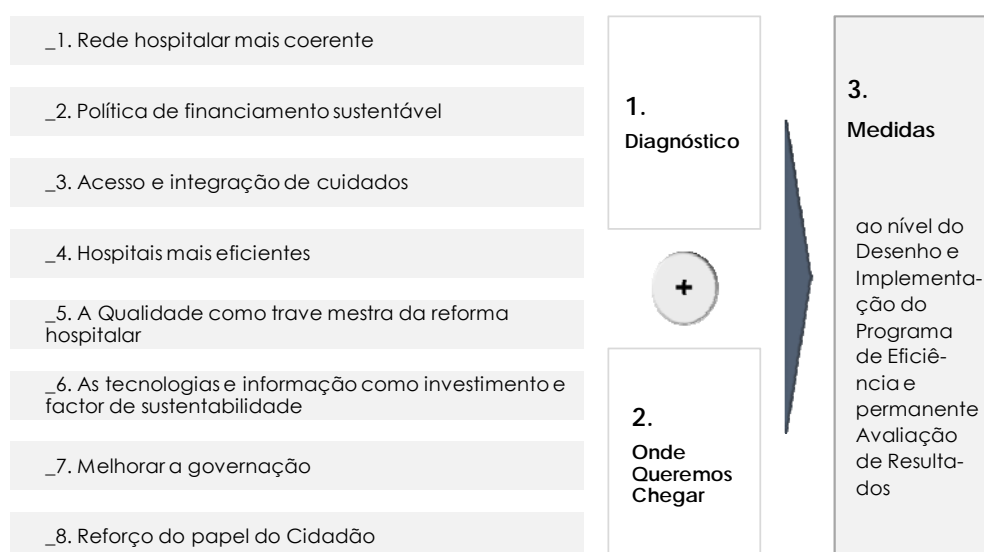 _1. Rede hospitalar mais coerente
_2. Política de financiamento sustentável
_3. Acesso e integração de cuidados
_4. Hospitais mais eficientes
_5. A Qualidade como trave mestra da reforma
hospitalar
_6. As tecnologias e informação como investimento e
factor de sustentabilidade
_7. Melhorar a governação
_8. Reforço do papel do Cidadão
1.
Diagnóstico
+
2.
Onde
Queremos
Chegar
3.
Medidas
ao nível do
Desenho e
Implementa-
ção do
Programa
de Eficiê-
ncia e
permanente
Avaliação
de Resulta-
dos